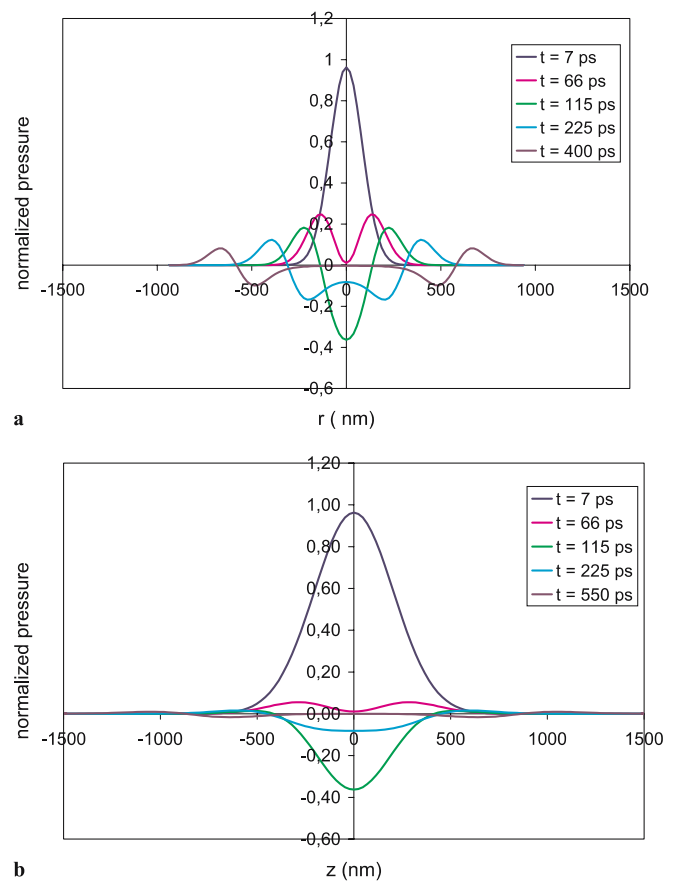 1,2
1
0,8
0,6
0,4
0,2
0
-0,2
-0,4
-0,6
-1500
-1000
-500
0
500
1000
1500
normalized pressure
t = 7 ps
t = 66 ps
t = 115 ps
t = 225 ps
t = 400 ps
a
r ( nm)
1,20
1,00
0,80
0,60
0,40
0,20
0,00
-0,20
-0,40
-0,60
-1500
-1000
-500
0
500
1000
1500
normalized pressure
t = 7 ps
t = 66 ps
t = 115 ps
t = 225 ps
t = 550 ps
b
z (nm)